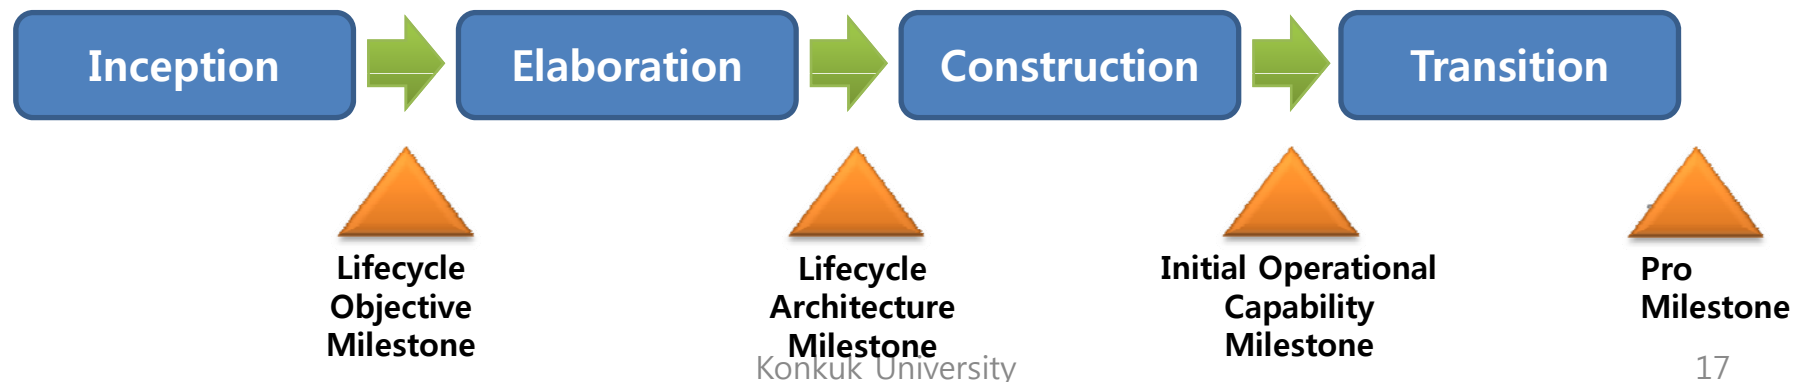 Inception
Elaboration
Construction
Transition
Lifecycle
Objective
Milestone
Lifecycle
Architecture
Milestone
Initial Operational
Capability
Milestone
Pro
Milestone
Konkuk University
17